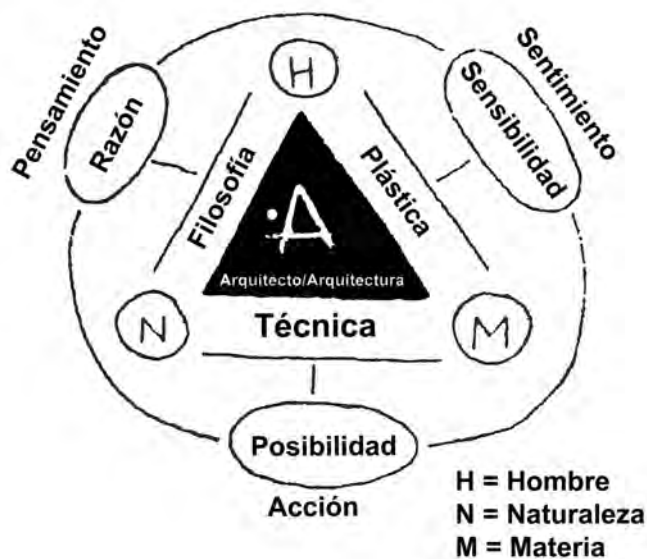 H
Pensamiento
Razón
Sentimiento
Sensibilidad
Filosofía
Plástica
A
Arquitecto/Arquitectura
N
Técnica
M
Posibilidad
Acción
H = Hombre
N = Naturaleza
M = Materia